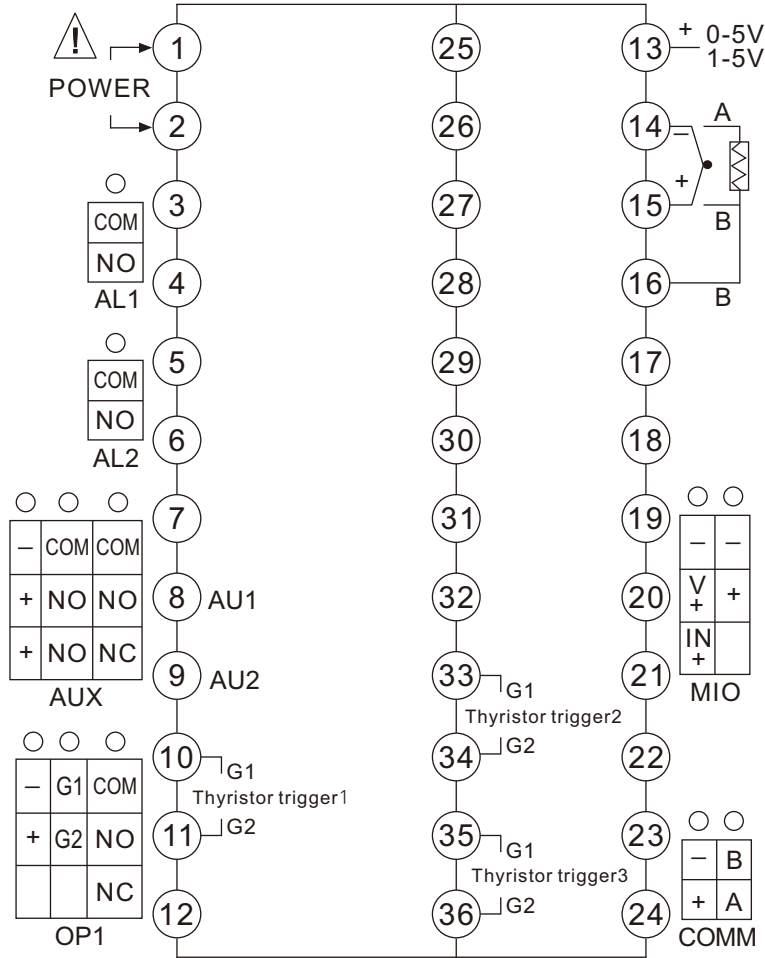 1 25 13 + 0-5V
1-5V
POWER
2 26 14 – A
3 27 15 + B
COM
NO
AL1
4 28 16 B
5 29 17
COM
NO
AL2
6 30 18
7 31 19
– COM COM
+ NO NO
+ NO NC
AUX
8 AU1 32 20
– –
V + +
IN +
MIO
9 AU2 33 G1 21
Thyristor trigger2
10 G1 34 G2 22
Thyristor trigger1
– G1 COM
+ G2 NO
NC
OP1
11 G2 35 G1 23
Thyristor trigger3
12 36 G2 24
– B
+ A
COMM